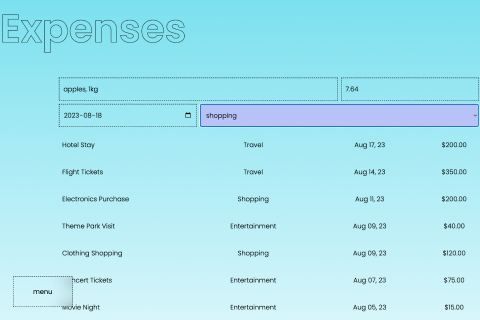 Expenses
apples, 1kg 7.64
2023-08-18 shopping
Hotel Stay Travel Aug 17, 23 $200.00
Flight Tickets Travel Aug 14, 23 $350.00
Electronics Purchase Shopping Aug 11, 23 $200.00
Theme Park Visit Entertainment Aug 09, 23 $40.00
Clothing Shopping Shopping Aug 09, 23 $120.00
ncert Tickets Entertainment Aug 07, 23 $75.00
menu
Movie Night Entertainment Aug 05, 23 $15.00